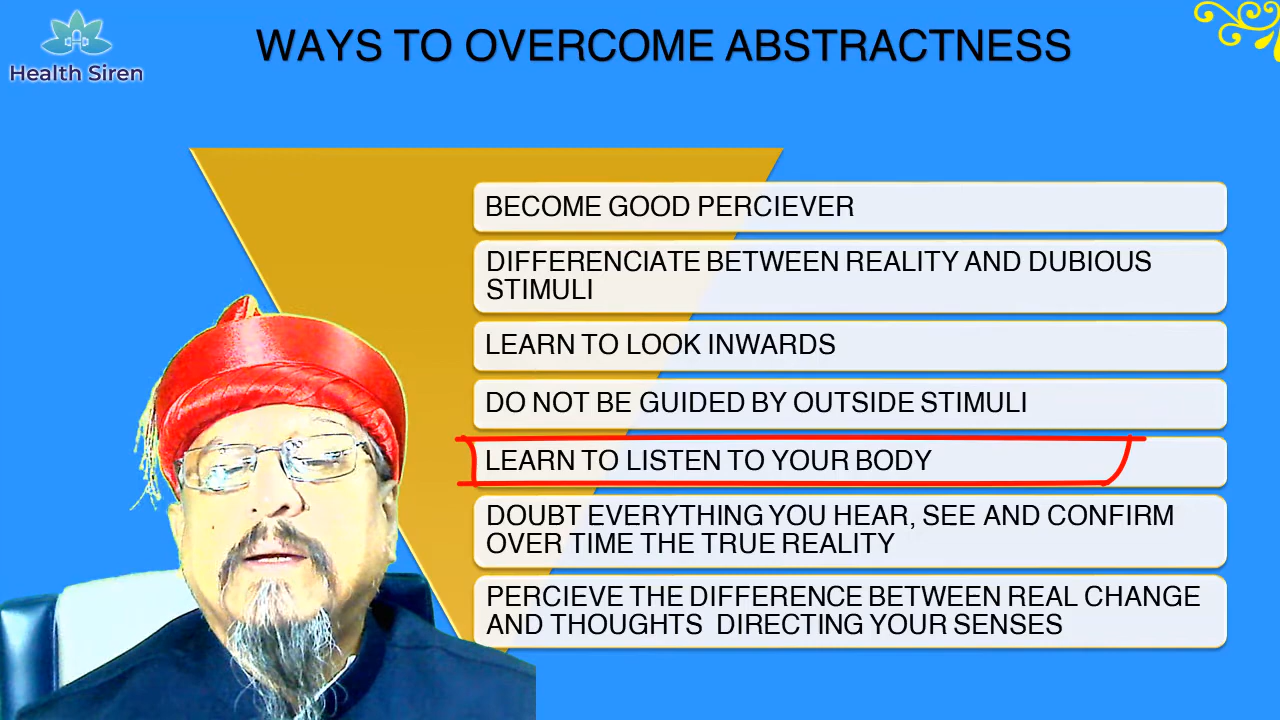 Health Siren
WAYS TO OVERCOME ABSTRACTNESS
BECOME GOOD PERCIEVER
DIFFERENCIATE BETWEEN REALITY AND DUBIOUS
STIMULI
LEARN TO LOOK INWARDS
DO NOT BE GUIDED BY OUTSIDE STIMULI
LEARN TO LISTEN TO YOUR BODY
DOUBT EVERYTHING YOU HEAR, SEE AND CONFIRM
OVER TIME THE TRUE REALITY
PERCIEVE THE DIFFERENCE BETWEEN REAL CHANGE
AND THOUGHTS DIRECTING YOUR SENSES